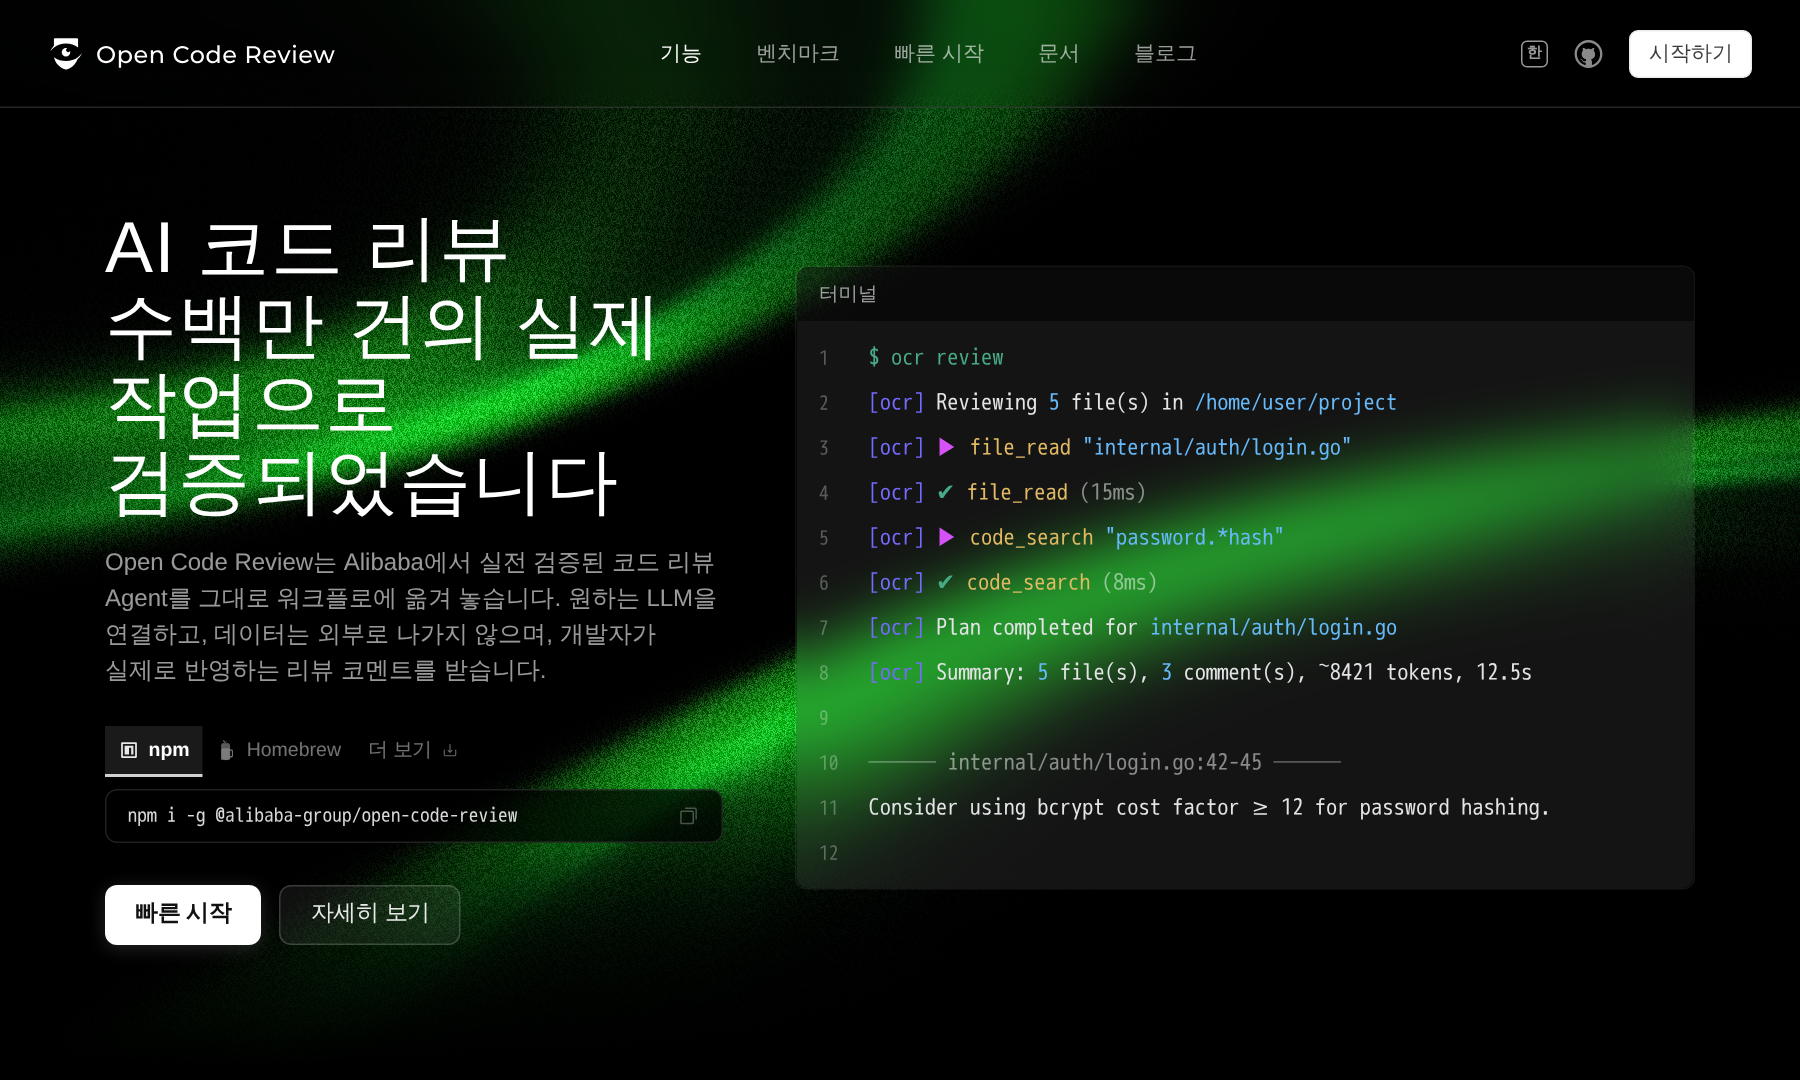 Open Code Review
기능
벤치마크
빠른 시작
문서
블로그
한
시작하기
AI 코드 리뷰
수백만 건의 실제
작업으로
검증되었습니다
Open Code Review는 Alibaba에서 실전 검증된 코드 리뷰
Agent를 그대로 워크플로에 옮겨 놓습니다. 원하는 LLM을
연결하고, 데이터는 외부로 나가지 않으며, 개발자가
실제로 반영하는 리뷰 코멘트를 받습니다.
npm
Homebrew
더 보기
npm i -g @alibaba-group/open-code-review
빠른 시작
자세히 보기
터미널
1 $ ocr review
2 [ocr] Reviewing 5 file(s) in /home/user/project
3 [ocr] ▶ file_read "internal/auth/login.go"
4 [ocr] ✔ file_read (15ms)
5 [ocr] ▶ code_search "password.*hash"
6 [ocr] ✔ code_search (8ms)
7 [ocr] Plan completed for internal/auth/login.go
8 [ocr] Summary: 5 file(s), 3 comment(s), ~8421 tokens, 12.5s
9
10 ────── internal/auth/login.go:42-45 ──────
11 Consider using bcrypt cost factor ≥ 12 for password hashing.
12